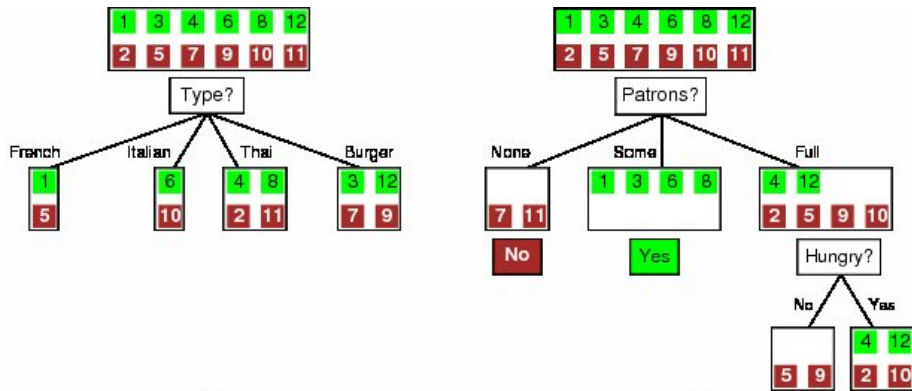 1 3 4 6 8 12
2 5 7 9 10 11
Type?
French Italian Thai Burger
1 6 4 8 3 12
5 10 2 11 7 9
1 3 4 6 8 12
2 5 7 9 10 11
Patrons?
None Some Full
1 3 6 8 4 12
7 11 2 5 9 10
No Yes Hungry?
No Yes
4 12
5 9 2 10